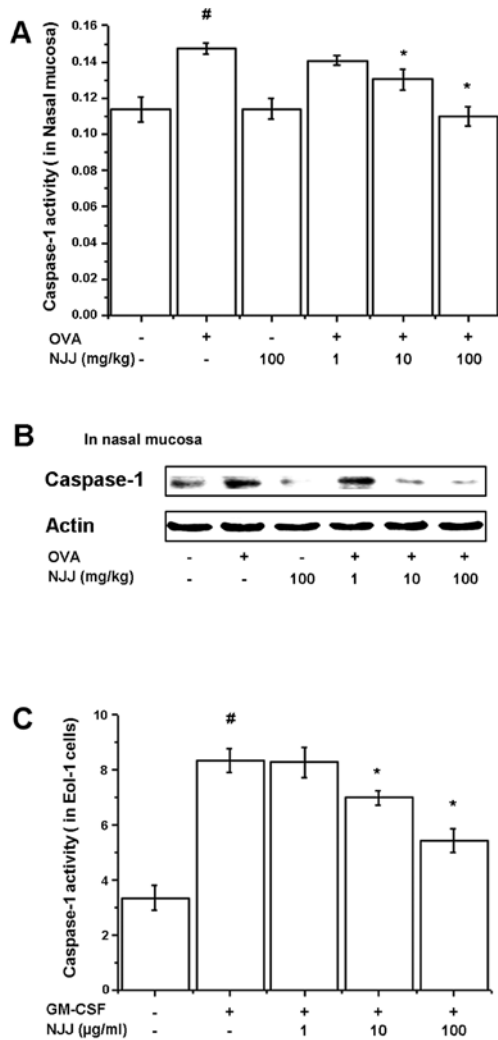 A
#
*
*
0.16
0.14
0.12
0.10
0.08
0.06
0.04
0.02
0.00
Caspase-1 activity ( in Nasal mucosa)
OVA - + - + + +
NJJ (mg/kg) - - 100 1 10 100
B
In nasal mucosa
Caspase-1
Actin
OVA - + - + + +
NJJ (mg/kg) - - 100 1 10 100
C
#
*
*
10
8
6
4
2
0
Caspase-1 activity ( in Eol-1 cells)
GM-CSF - + + + +
NJJ (µg/ml) - - 1 10 100